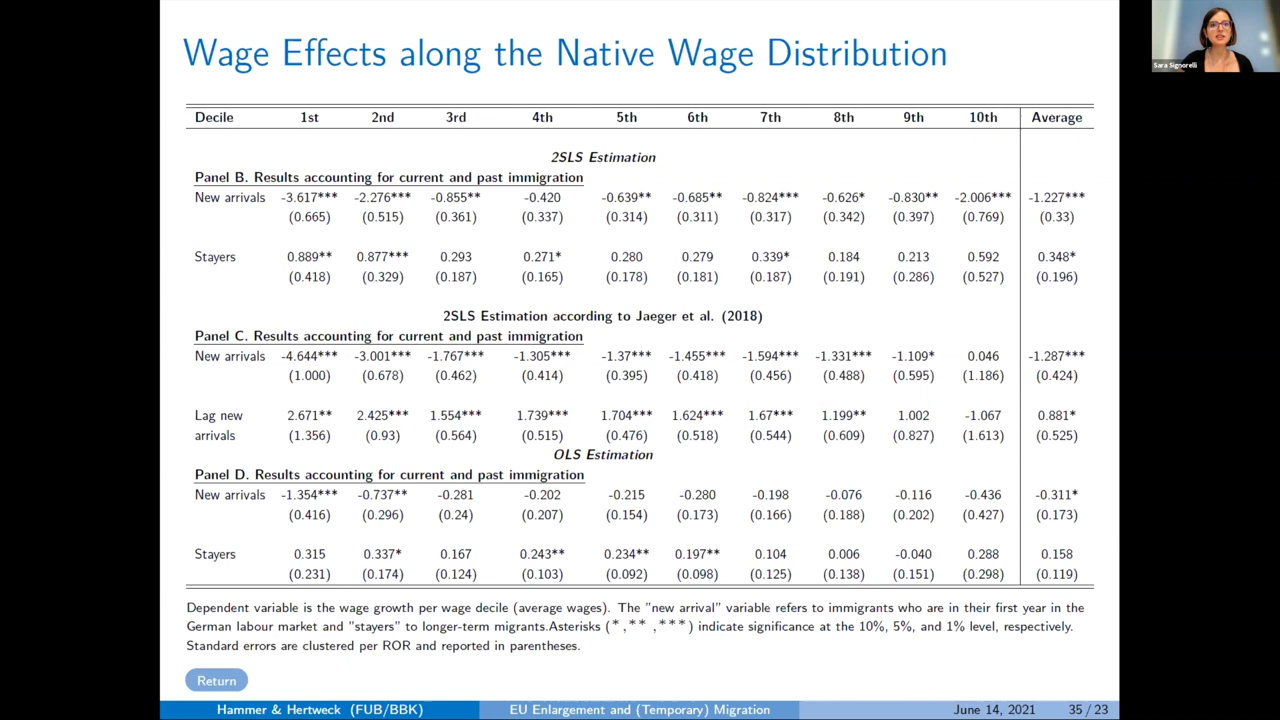 Wage Effects along the Native Wage Distribution
Sara Signorelli
Decile 1st 2nd 3rd 4th 5th 6th 7th 8th 9th 10th Average
2SLS Estimation
Panel B. Results accounting for current and past immigration
New arrivals -3.617*** -2.276*** -0.855** -0.420 -0.639** -0.685** -0.824*** -0.626* -0.830** -2.006*** -1.227***
(0.665) (0.515) (0.361) (0.337) (0.314) (0.311) (0.317) (0.342) (0.397) (0.769) (0.33)
Stayers 0.889** 0.877*** 0.293 0.271* 0.280 0.279 0.339* 0.184 0.213 0.592 0.348*
(0.418) (0.329) (0.187) (0.165) (0.178) (0.181) (0.187) (0.191) (0.286) (0.527) (0.196)
2SLS Estimation according to Jaeger et al. (2018)
Panel C. Results accounting for current and past immigration
New arrivals -4.644*** -3.001*** -1.767*** -1.305*** -1.37*** -1.455*** -1.594*** -1.331*** -1.109* 0.046 -1.287***
(1.000) (0.678) (0.462) (0.414) (0.395) (0.418) (0.456) (0.488) (0.595) (1.186) (0.424)
Lag new 2.671** 2.425*** 1.554*** 1.739*** 1.704*** 1.624*** 1.67*** 1.199** 1.002 -1.067 0.881*
arrivals (1.356) (0.93) (0.564) (0.515) (0.476) (0.518) (0.544) (0.609) (0.827) (1.613) (0.525)
OLS Estimation
Panel D. Results accounting for current and past immigration
New arrivals -1.354*** -0.737** -0.281 -0.202 -0.215 -0.280 -0.198 -0.076 -0.116 -0.436 -0.311*
(0.416) (0.296) (0.24) (0.207) (0.154) (0.173) (0.166) (0.188) (0.202) (0.427) (0.173)
Stayers 0.315 0.337* 0.167 0.243** 0.234** 0.197** 0.104 0.006 -0.040 0.288 0.158
(0.231) (0.174) (0.124) (0.103) (0.092) (0.098) (0.125) (0.138) (0.151) (0.298) (0.119)
Dependent variable is the wage growth per wage decile (average wages). The "new arrival" variable refers to immigrants who are in their first year in the
German labour market and "stayers" to longer-term migrants.Asterisks (*,** ,***) indicate significance at the 10%, 5%, and 1% level, respectively.
Standard errors are clustered per ROR and reported in parentheses.
Return
Hammer & Hertweck (FUB/BBK) EU Enlargement and (Temporary) Migration June 14, 2021 35 / 23